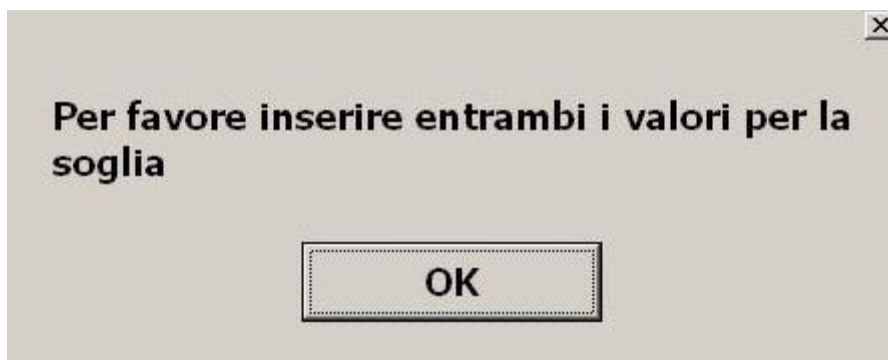 Per favore inserire entrambi i valori per la
soglia
OK